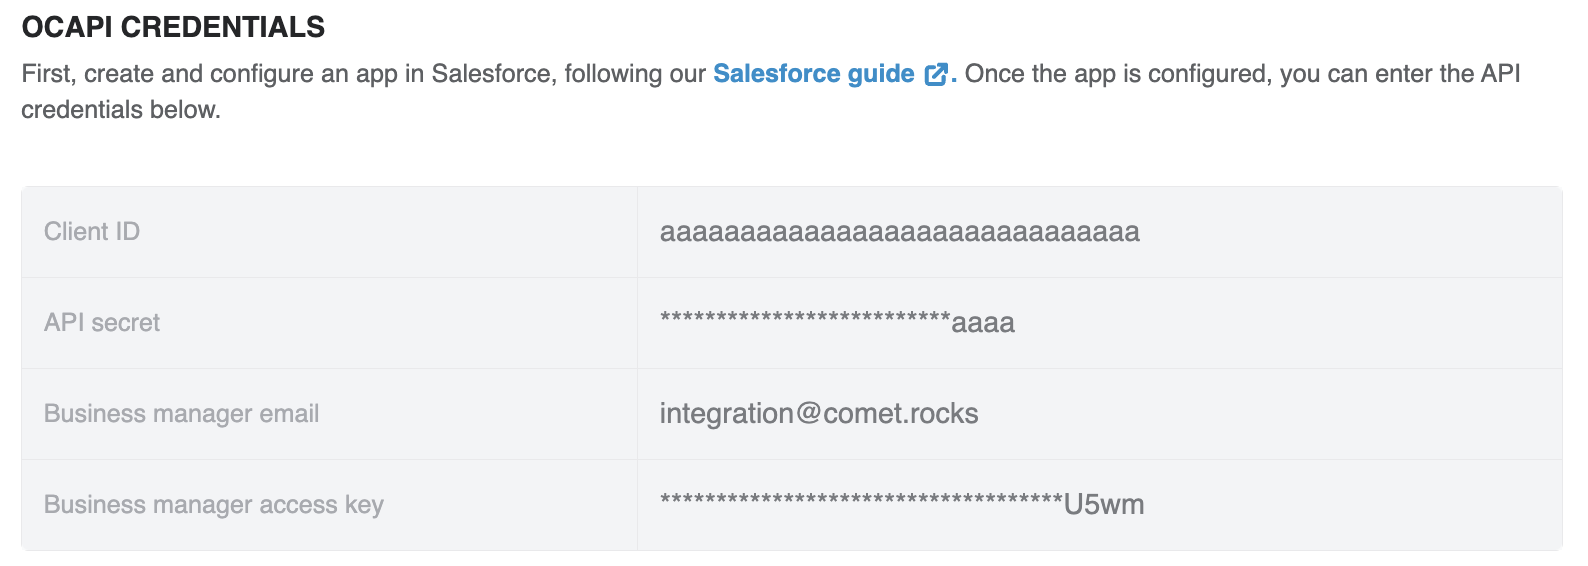 OCAPI CREDENTIALS
First, create and configure an app in Salesforce, following our Salesforce guide. Once the app is configured, you can enter the API
credentials below.
Client ID aaaaaaaaaaaaaaaaaaaaaaaaaaaaaa
API secret **************************aaaa
Business manager email integration@comet.rocks
Business manager access key ************************************U5wm